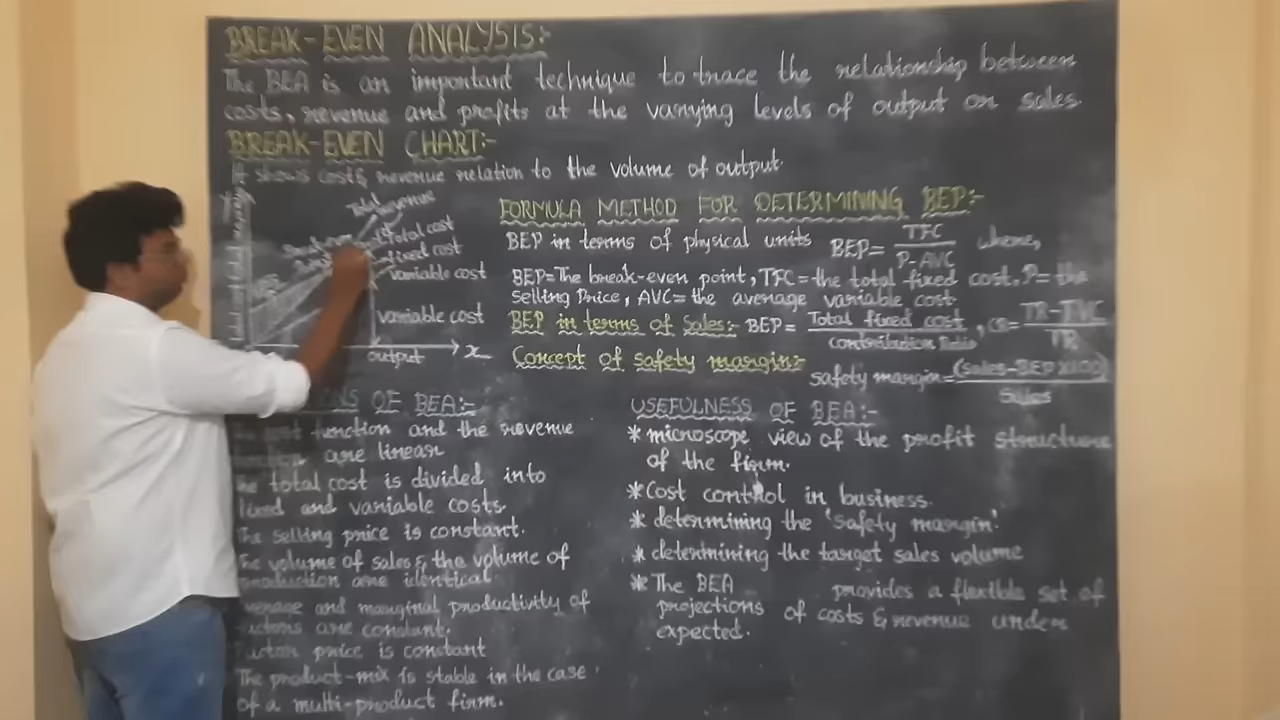 BREAK-EVEN ANALYSIS:-
The BEA is an important technique to trace the relationship between
costs, revenue and profits at the varying levels of output or sales.
BREAK-EVEN CHART:-
It shows cost & revenue relation to the volume of output.
Y
Total revenue
Total cost
fixed cost
variable cost
variable cost
output
x
FORMULA METHOD FOR DETERMINING BEP:-
BEP in terms of physical units BEP= TFC / P-AVC where,
BEP=The break-even point, TFC=the total fixed cost, P= the
selling Price, AVC= the average variable cost.
BEP in terms of Sales:- BEP= Total fixed cost / contribution Ratio, CR= TR-TVC / TR
Concept of safety margin:-
safety margin= (Sales-BEP)x100 / Sales
OF BEA:-
cost function and the revenue
are linear
total cost is divided into
fixed and variable costs.
The selling price is constant.
The volume of sales & the volume of
production are identical.
average and marginal productivity of
factors are constant.
Factor price is constant
The product-mix is stable in the case
of a multi-product firm.
USEFULNESS OF BEA:-
* microscope view of the profit structure
of the firm.
* Cost control in business.
* determining the 'safety margin'.
* determining the target sales volume
* The BEA provides a flexible set of
projections of costs & revenue under
expected.